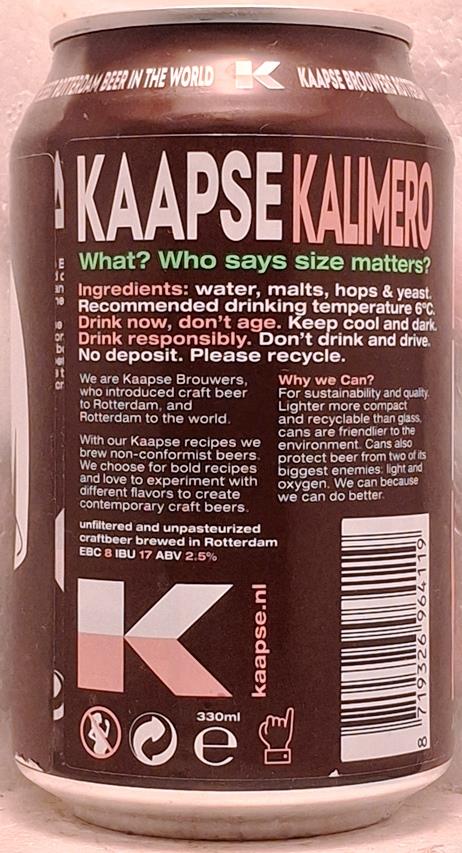 ROTTERDAM BEER IN THE WORLD K KAAPSE BROUWERS
KAAPSE KALIMERO
What? Who says size matters?
Ingredients: water, malts, hops & yeast.
Recommended drinking temperature 6°C.
Drink now, don't age. Keep cool and dark.
Drink responsibly. Don't drink and drive.
No deposit. Please recycle.
We are Kaapse Brouwers,
who introduced craft beer
to Rotterdam, and
Rotterdam to the world.
With our Kaapse recipes we
brew non-conformist beers.
We choose for bold recipes
and love to experiment with
different flavors to create
contemporary craft beers.
unfiltered and unpasteurized
craftbeer brewed in Rotterdam
EBC 8 IBU 17 ABV 2.5%
Why we Can?
For sustainability and quality.
Lighter more compact
and recyclable than glass,
cans are friendlier to the
environment. Cans also
protect beer from two of its
biggest enemies: light and
oxygen. We can because
we can do better.
K
kaapse.nl
330ml
e
8 719326 964119